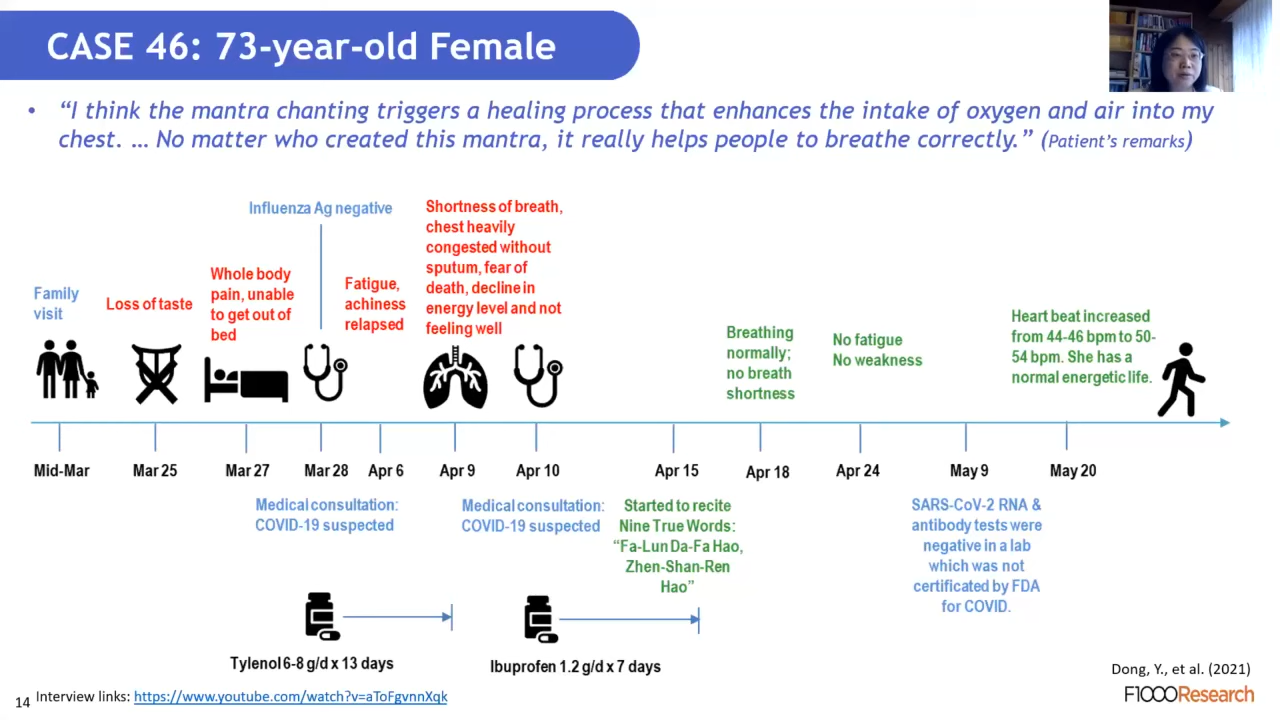 CASE 46: 73-year-old Female
• “I think the mantra chanting triggers a healing process that enhances the intake of oxygen and air into my
chest. … No matter who created this mantra, it really helps people to breathe correctly.” (Patient’s remarks)
Family
visit
Loss of taste
Whole body
pain, unable
to get out of
bed
Influenza Ag negative
Fatigue,
achiness
relapsed
Shortness of breath,
chest heavily
congested without
sputum, fear of
death, decline in
energy level and not
feeling well
Breathing
normally;
no breath
shortness
No fatigue
No weakness
Heart beat increased
from 44-46 bpm to 50-
54 bpm. She has a
normal energetic life.
Mid-Mar
Mar 25
Mar 27
Mar 28
Apr 6
Apr 9
Apr 10
Apr 15
Apr 18
Apr 24
May 9
May 20
Medical consultation:
COVID-19 suspected
Medical consultation:
COVID-19 suspected
Started to recite
Nine True Words:
“Fa-Lun Da-Fa Hao,
Zhen-Shan-Ren
Hao”
SARS-CoV-2 RNA &
antibody tests were
negative in a lab
which was not
certificated by FDA
for COVID.
Tylenol 6-8 g/d x 13 days
Ibuprofen 1.2 g/d x 7 days
Dong, Y., et al. (2021)
F1000Research
14 Interview links: https://www.youtube.com/watch?v=aToFgvnnXqk